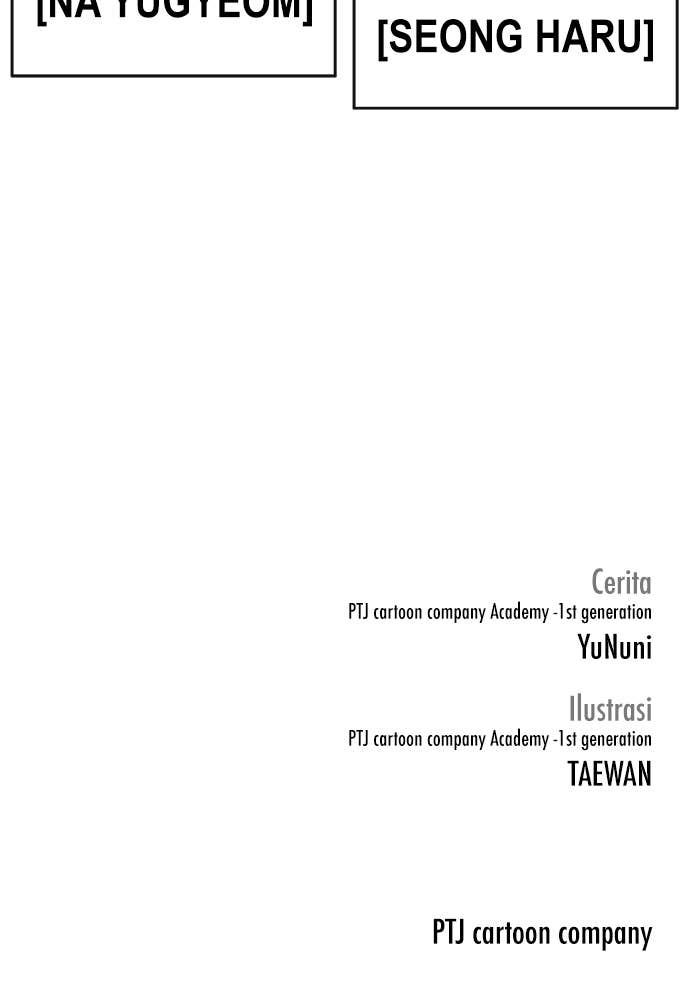 [NA YUGYEOM]
[SEONG HARU]
Cerita
PTJ cartoon company Academy -1st generation
YuNuni
Ilustrasi
PTJ cartoon company Academy -1st generation
TAEWAN
PTJ cartoon company